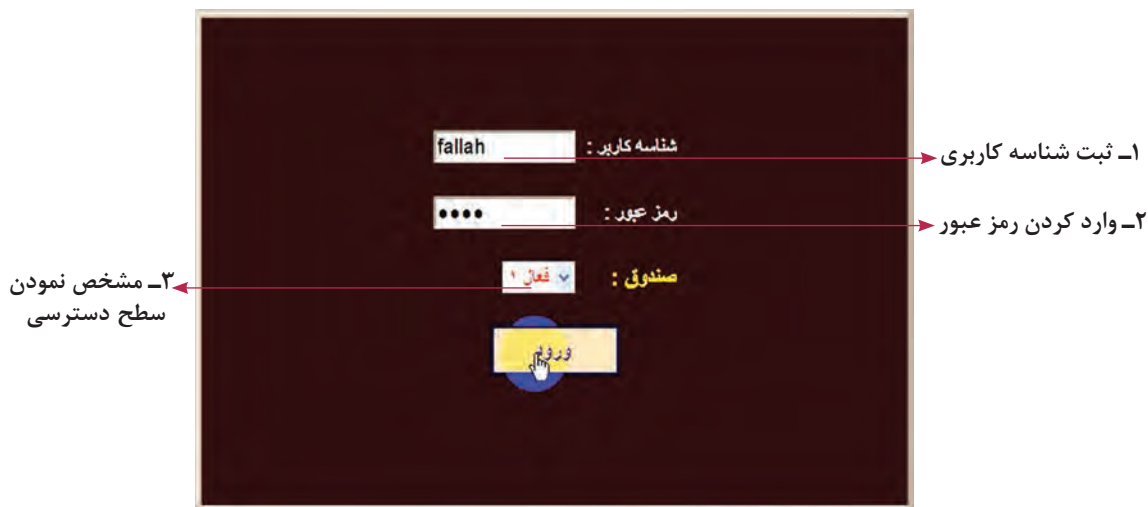 شناسه کاربر :
fallah
۱ـ ثبت شناسه کاربری
رمز عبور :
••••
۲ـ وارد کردن رمز عبور
صندوق :
فعال ۱
۳ـ مشخص نمودن
سطح دسترسی
ورود